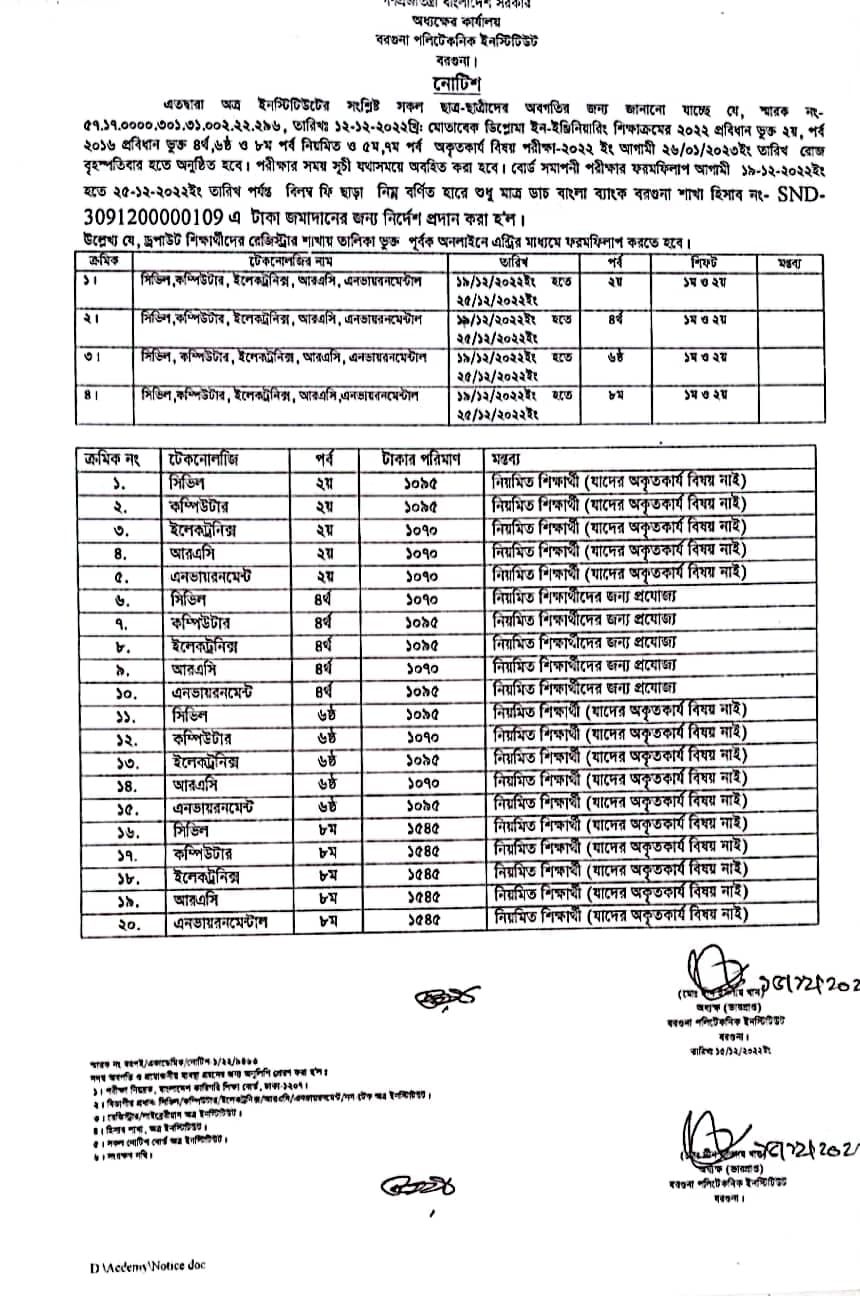 গণপ্রজাতন্ত্রী বাংলাদেশ সরকার
অধ্যক্ষের কার্যালয়
বরগুনা পলিটেকনিক ইনস্টিটিউট
বরগুনা।
নোটিশ
এতদ্বারা অত্র ইনস্টিটিউটের সংশ্লিষ্ট সকল ছাত্র-ছাত্রীদের অবগতির জন্য জানানো যাচ্ছে যে, স্মারক নং-
৫৭.১৭.০০০০.৩০১.৩১.০০২.২২.২৯৬, তারিখঃ ১২-১২-২০২২খ্রিঃ মোতাবেক ডিপ্লোমা ইন-ইঞ্জিনিয়ারিং শিক্ষাক্রমের ২০২২ প্রবিধান ভুক্ত ২য়, পর্ব
২০১৬ প্রবিধান ভুক্ত ৪র্থ,৬ষ্ঠ ও ৮ম পর্ব নিয়মিত ও ৫ম,৭ম পর্ব অকৃতকার্য বিষয় পরীক্ষা-২০২২ ইং আগামী ২৬/০১/২০২৩ইং তারিখ রোজ
বৃহস্পতিবার হতে অনুষ্ঠিত হবে। পরীক্ষার সময় সূচী যথাসময়ে অবহিত করা হবে। বোর্ড সমাপনী পরীক্ষার ফরমফিলাপ আগামী ১৯-১২-২০২২ইং
হতে ২৫-১২-২০২২ইং তারিখ পর্যন্ত বিলম্ব ফি ছাড়া নিম্ন বর্ণিত হারে শুধু মাত্র ডাচ বাংলা ব্যাংক বরগুনা শাখা হিসাব নং- SND-
3091200000109 এ টাকা জমাদানের জন্য নির্দেশ প্রদান করা হ'ল।
উল্লেখ্য যে, ড্রপাউট শিক্ষার্থীদের রেজিস্ট্রার শাখায় তালিকা ভুক্ত পূর্বক অনলাইনে এন্ট্রির মাধ্যমে ফরমফিলাপ করতে হবে।
ক্রমিক টেকনোলজির নাম তারিখ পর্ব শিফট মন্তব্য
১। সিভিল,কম্পিউটার, ইলেকট্রনিক্স, আরএসি, এনভায়রনমেন্টাল ১৯/১২/২০২২ইং হতে ২য় ১ম ও ২য়
২৫/১২/২০২২ইং
২। সিভিল,কম্পিউটার, ইলেকট্রনিক্স, আরএসি, এনভায়রনমেন্টাল ১৯/১২/২০২২ইং হতে ৪র্থ ১ম ও ২য়
২৫/১২/২০২২ইং
৩। সিভিল, কম্পিউটার, ইলেকট্রনিক্স, আরএসি, এনভায়রনমেন্টাল ১৯/১২/২০২২ইং হতে ৬ষ্ঠ ১ম ও ২য়
২৫/১২/২০২২ইং
৪। সিভিল,কম্পিউটার, ইলেকট্রনিক্স, আরএসি,এনভায়রনমেন্টাল ১৯/১২/২০২২ইং হতে ৮ম ১ম ও ২য়
২৫/১২/২০২২ইং
ক্রমিক নং টেকনোলজি পর্ব টাকার পরিমাণ মন্তব্য
১. সিভিল ২য় ১০৯৫ নিয়মিত শিক্ষার্থী (যাদের অকৃতকার্য বিষয় নাই)
২. কম্পিউটার ২য় ১০৯৫ নিয়মিত শিক্ষার্থী (যাদের অকৃতকার্য বিষয় নাই)
৩. ইলেকট্রনিক্স ২য় ১০৭০ নিয়মিত শিক্ষার্থী (যাদের অকৃতকার্য বিষয় নাই)
৪. আরএসি ২য় ১০৭০ নিয়মিত শিক্ষার্থী (যাদের অকৃতকার্য বিষয় নাই)
৫. এনভায়রনমেন্ট ২য় ১০৭০ নিয়মিত শিক্ষার্থী (যাদের অকৃতকার্য বিষয় নাই)
৬. সিভিল ৪র্থ ১০৭০ নিয়মিত শিক্ষার্থীদের জন্য প্রযোজ্য
৭. কম্পিউটার ৪র্থ ১০৯৫ নিয়মিত শিক্ষার্থীদের জন্য প্রযোজ্য
৮. ইলেকট্রনিক্স ৪র্থ ১০৯৫ নিয়মিত শিক্ষার্থীদের জন্য প্রযোজ্য
৯. আরএসি ৪র্থ ১০৭০ নিয়মিত শিক্ষার্থীদের জন্য প্রযোজ্য
১০. এনভায়রনমেন্ট ৪র্থ ১০৯৫ নিয়মিত শিক্ষার্থীদের জন্য প্রযোজ্য
১১. সিভিল ৬ষ্ঠ ১০৯৫ নিয়মিত শিক্ষার্থী (যাদের অকৃতকার্য বিষয় নাই)
১২. কম্পিউটার ৬ষ্ঠ ১০৭০ নিয়মিত শিক্ষার্থী (যাদের অকৃতকার্য বিষয় নাই)
১৩. ইলেকট্রনিক্স ৬ষ্ঠ ১০৯৫ নিয়মিত শিক্ষার্থী (যাদের অকৃতকার্য বিষয় নাই)
১৪. আরএসি ৬ষ্ঠ ১০৭০ নিয়মিত শিক্ষার্থী (যাদের অকৃতকার্য বিষয় নাই)
১৫. এনভায়রনমেন্ট ৬ষ্ঠ ১০৯৫ নিয়মিত শিক্ষার্থী (যাদের অকৃতকার্য বিষয় নাই)
১৬. সিভিল ৮ম ১৫৪৫ নিয়মিত শিক্ষার্থী (যাদের অকৃতকার্য বিষয় নাই)
১৭. কম্পিউটার ৮ম ১৫৪৫ নিয়মিত শিক্ষার্থী (যাদের অকৃতকার্য বিষয় নাই)
১৮. ইলেকট্রনিক্স ৮ম ১৫৪৫ নিয়মিত শিক্ষার্থী (যাদের অকৃতকার্য বিষয় নাই)
১৯. আরএসি ৮ম ১৫৪৫ নিয়মিত শিক্ষার্থী (যাদের অকৃতকার্য বিষয় নাই)
২০. এনভায়রনমেন্টাল ৮ম ১৫৪৫ নিয়মিত শিক্ষার্থী (যাদের অকৃতকার্য বিষয় নাই)
(মোঃ খান)
অধ্যক্ষ (ভারপ্রাপ্ত)
বরগুনা পলিটেকনিক ইনস্টিটিউট
বরগুনা।
তারিখ ১৫/১২/২০২২ইং
সদয় অবগতি ও প্রয়োজনীয় ব্যবস্থা গ্রহনের জন্য অনুলিপি প্রেরণ করা হ'লঃ
১। পরীক্ষা নিয়ন্ত্রক, বাংলাদেশ কারিগরি শিক্ষা বোর্ড, ঢাকা-১২০৭।
২। বিভাগীয় প্রধান: সিভিল/কম্পিউটার/ইলেকট্রনিক্স/আরএসি/এনভায়রনমেন্ট/নন টেক অত্র ইনস্টিটিউট।
৩। রেজিস্ট্রার/লাইব্রেরীয়ান অত্র ইনস্টিটিউট।
৪। হিসাব শাখা, অত্র ইনস্টিটিউট।
৫। সকল নোটিশ বোর্ড অত্র ইনস্টিটিউট।
৬। সংরক্ষণ নথি।
অধ্যক্ষ (ভারপ্রাপ্ত)
বরগুনা পলিটেকনিক ইনস্টিটিউট
বরগুনা।
D \Acdemy\Notice doc